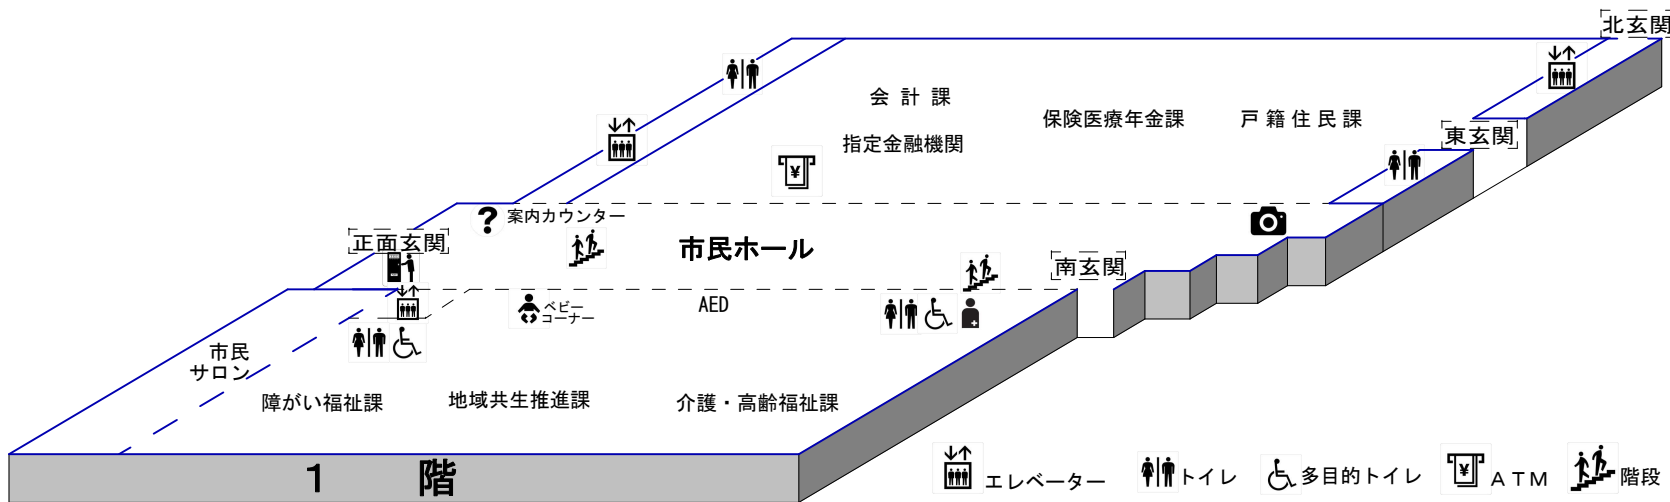 北玄関
会計課
保険医療年金課
戸籍住民課
東玄関
指定金融機関
¥
? 案内カウンター
正面玄関
市民ホール
南玄関
ベビー
コーナー
AED
市民
サロン
障がい福祉課
地域共生推進課
介護・高齢福祉課
1 階
エレベーター
トイレ
多目的トイレ
¥ ATM
階段